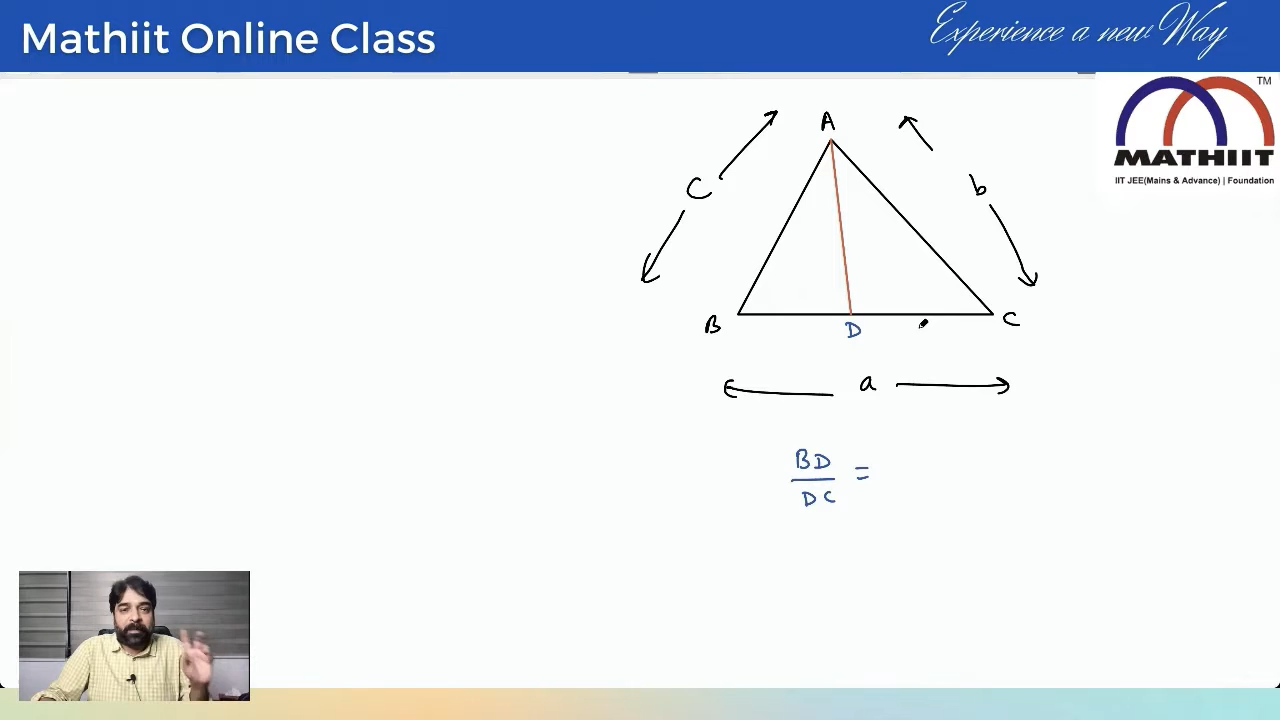 Mathiit Online Class
Experience a new Way
TM
MATHIIT
IIT JEE(Mains & Advance) | Foundation
A
C
b
B
D
C
a
BD
DC
=